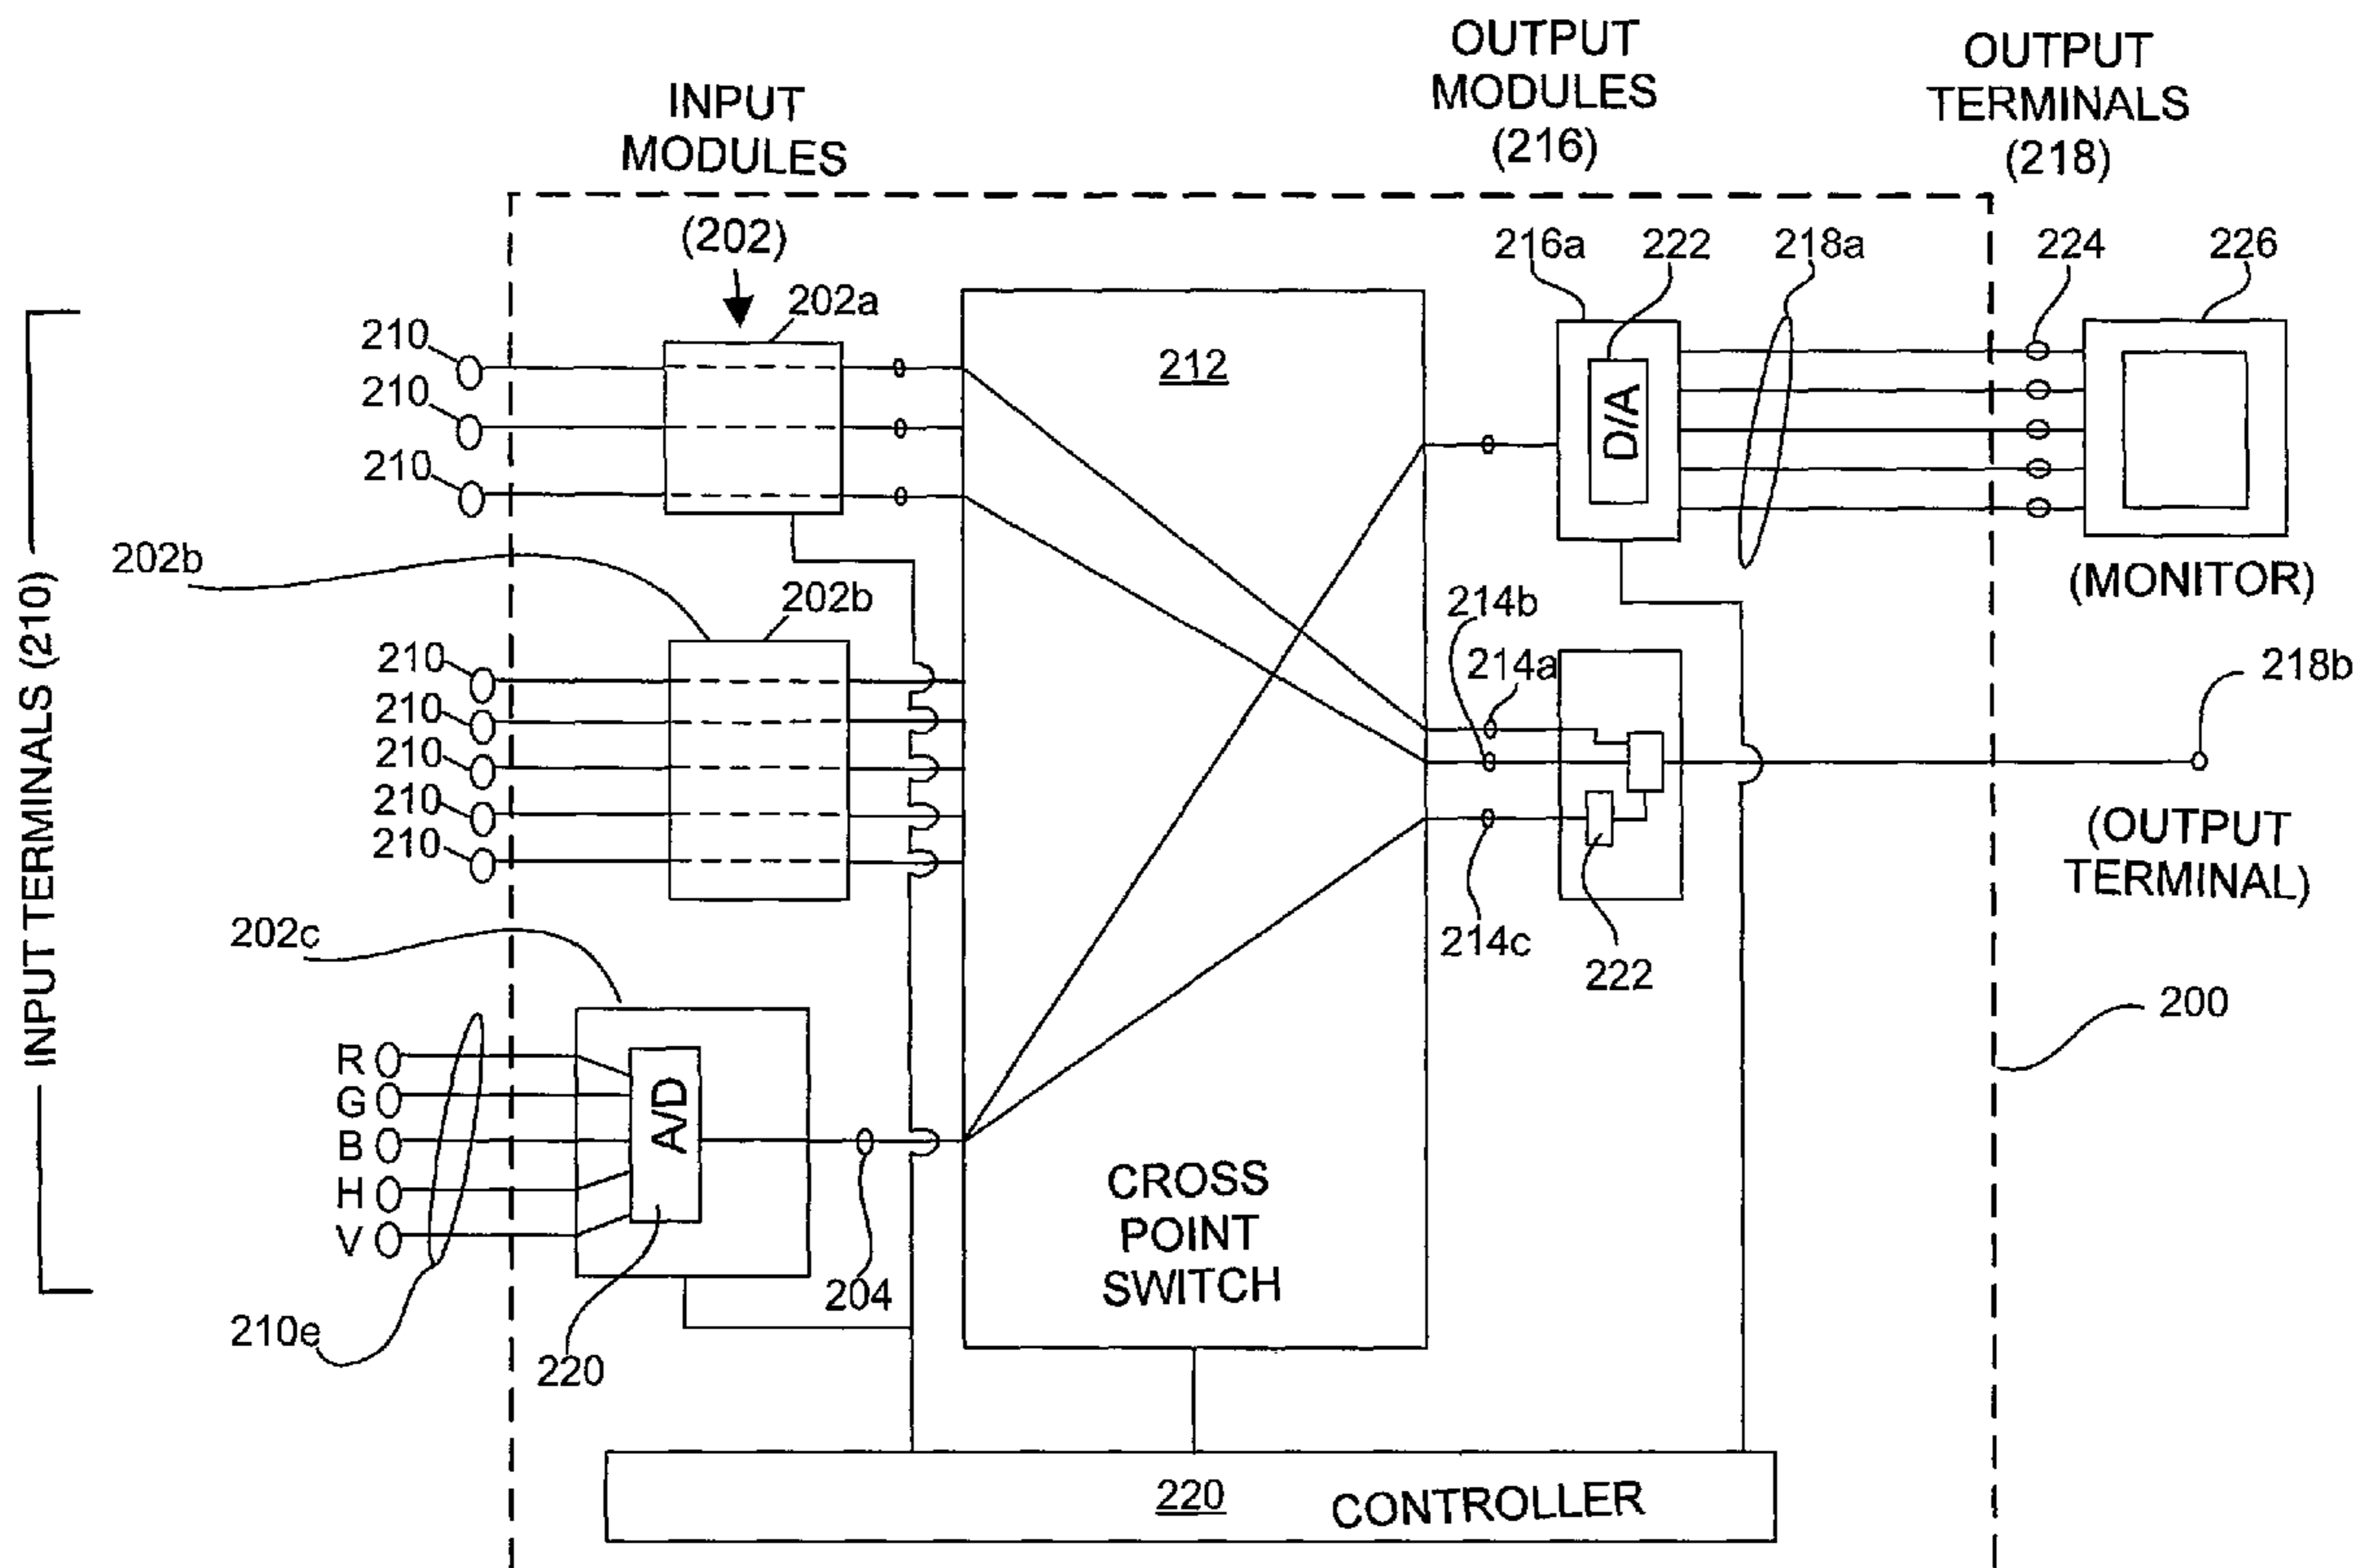 INPUT
MODULES
(202)
OUTPUT
MODULES
(216)
OUTPUT
TERMINALS
(218)
INPUT TERMINALS (210)
210
210
210
202a
202b
202b
210
210
210
210
210
202c
R
G
B
H
V
A/D
210e
220
204
212
CROSS
POINT
SWITCH
216a
222
218a
224
226
D/A
(MONITOR)
214b
214a
214c
222
218b
(OUTPUT
TERMINAL)
200
220
CONTROLLER